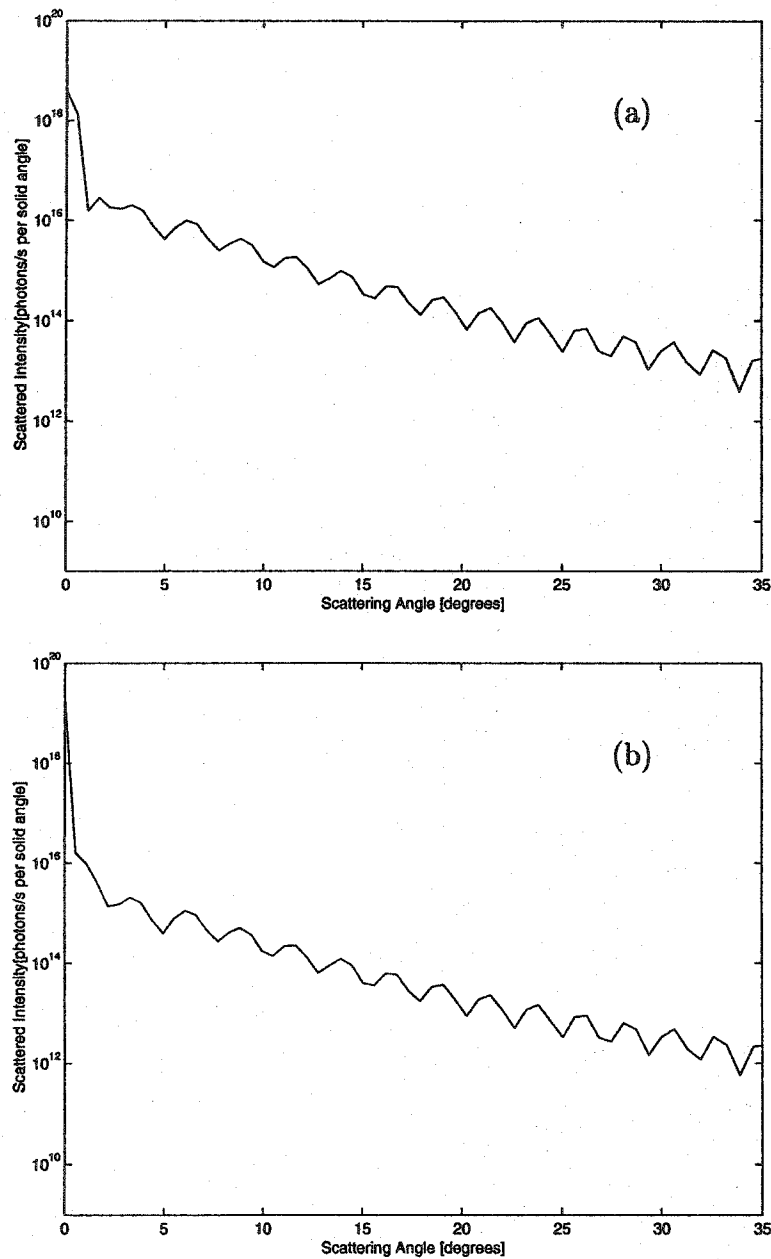 (a)
Scattered Intensity[photons/s per solid angle]
10^20
10^18
10^16
10^14
10^12
10^10
0 5 10 15 20 25 30 35
Scattering Angle [degrees]
(b)
Scattered Intensity[photons/s per solid angle]
10^20
10^18
10^16
10^14
10^12
10^10
0 5 10 15 20 25 30 35
Scattering Angle [degrees]